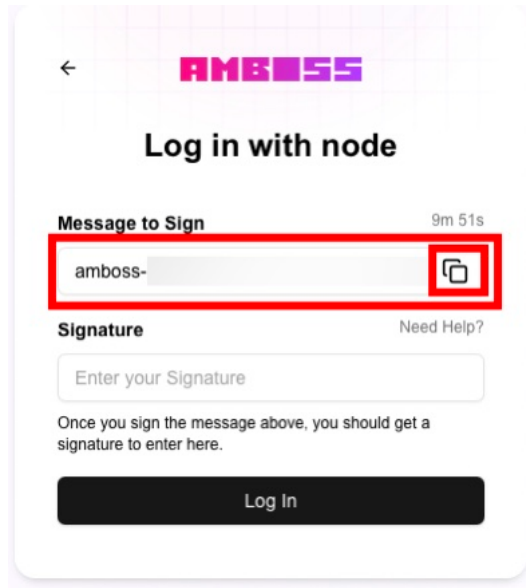 AMBOSS
Log in with node
Message to Sign 9m 51s
amboss-
Signature Need Help?
Enter your Signature
Once you sign the message above, you should get a
signature to enter here.
Log In